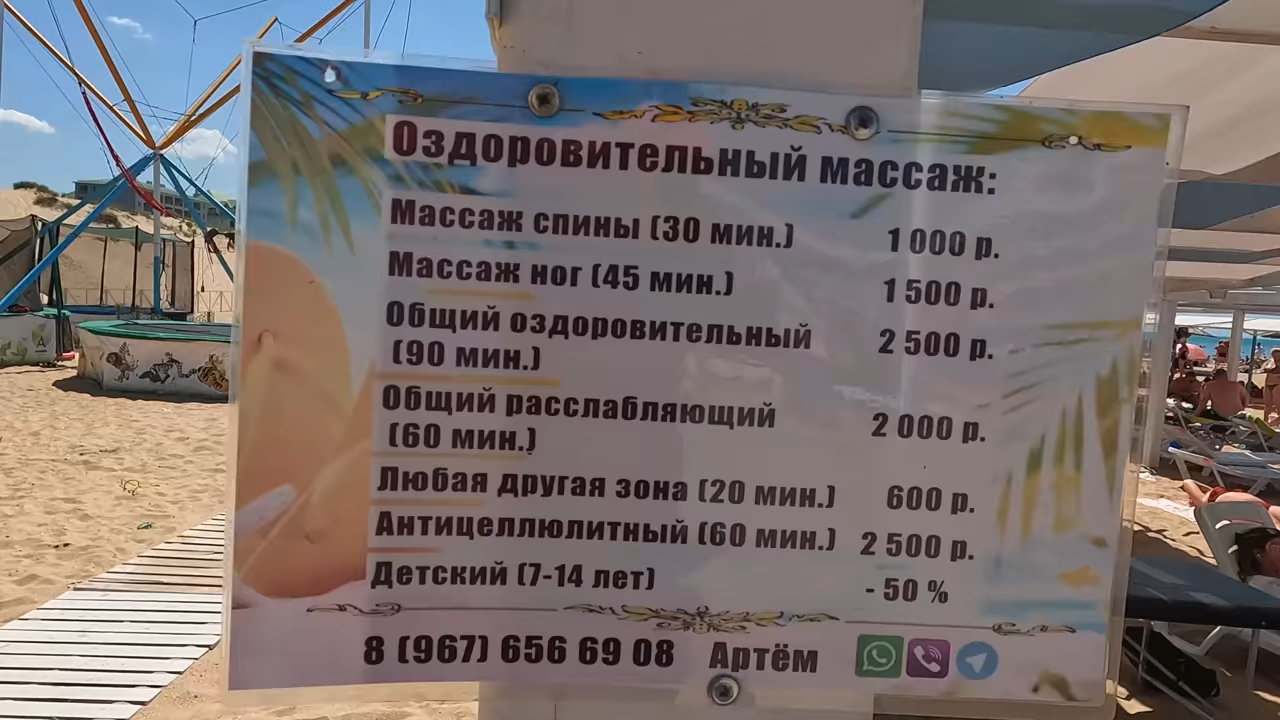 Оздоровительный массаж:
Массаж спины (30 мин.) 1 000 р.
Массаж ног (45 мин.) 1 500 р.
Общий оздоровительный 2 500 р.
(90 мин.)
Общий расслабляющий 2 000 р.
(60 мин.)
Любая другая зона (20 мин.) 600 р.
Антицеллюлитный (60 мин.) 2 500 р.
Детский (7-14 лет) - 50 %
8 (967) 656 69 08 Артём